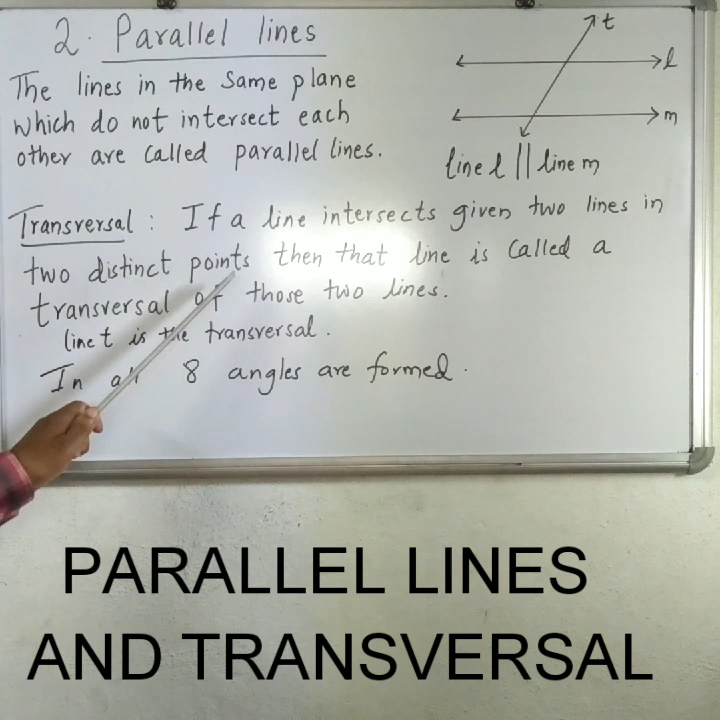 2. Parallel lines
The lines in the same plane
which do not intersect each
other are called parallel lines.
t
l
m
line l || line m
Transversal : If a line intersects given two lines in
two distinct points then that line is called a
transversal of those two lines.
line t is the transversal.
In all 8 angles are formed.
PARALLEL LINES
AND TRANSVERSAL